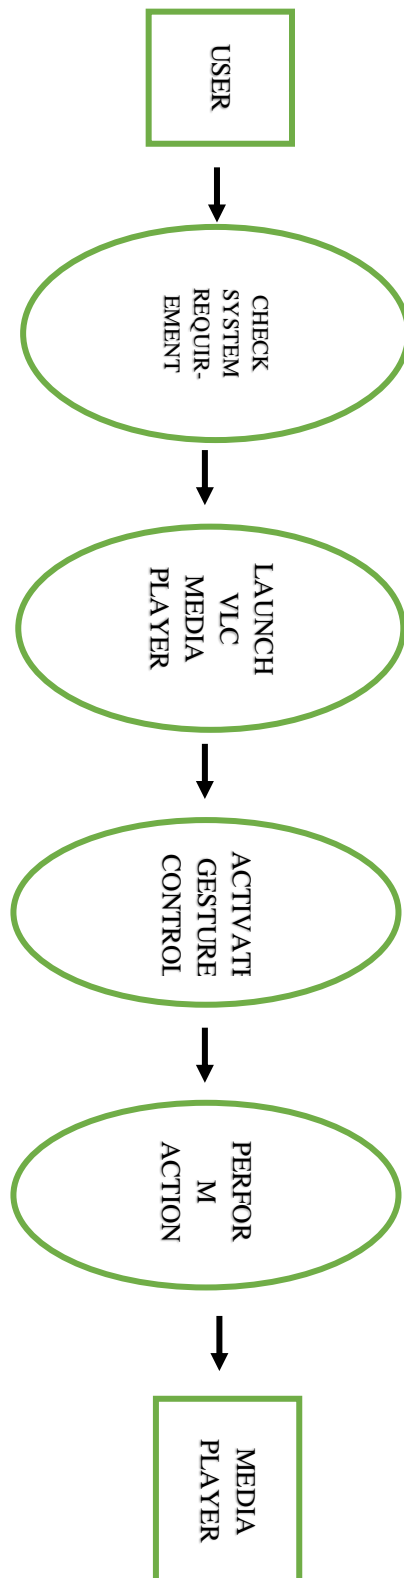 USER
CHECK
SYSTEM
REQUIR-
EMENT
LAUNCH
VLC
MEDIA
PLAYER
ACTIVATE
GESTURE
CONTROL
PERFOR
M
ACTION
MEDIA
PLAYER